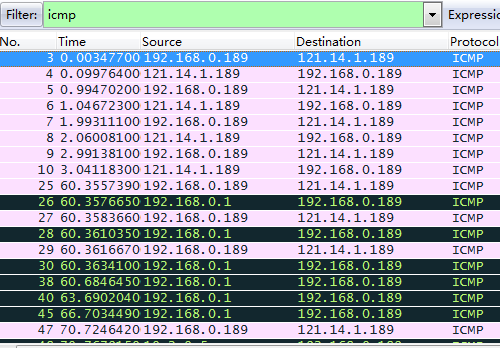 Filter: icmp Expression
No. Time Source Destination Protocol
3 0.00347700 192.168.0.189 121.14.1.189 ICMP
4 0.09976400 121.14.1.189 192.168.0.189 ICMP
5 0.99470200 192.168.0.189 121.14.1.189 ICMP
6 1.04672300 121.14.1.189 192.168.0.189 ICMP
7 1.99311100 192.168.0.189 121.14.1.189 ICMP
8 2.06008100 121.14.1.189 192.168.0.189 ICMP
9 2.99138100 192.168.0.189 121.14.1.189 ICMP
10 3.04118300 121.14.1.189 192.168.0.189 ICMP
25 60.3557390 192.168.0.189 121.14.1.189 ICMP
26 60.3576650 192.168.0.1 192.168.0.189 ICMP
27 60.3583660 192.168.0.189 121.14.1.189 ICMP
28 60.3610350 192.168.0.1 192.168.0.189 ICMP
29 60.3616670 192.168.0.189 121.14.1.189 ICMP
30 60.3634100 192.168.0.1 192.168.0.189 ICMP
38 60.6846450 192.168.0.1 192.168.0.189 ICMP
40 63.6902040 192.168.0.1 192.168.0.189 ICMP
45 66.7034490 192.168.0.1 192.168.0.189 ICMP
47 70.7246420 192.168.0.189 121.14.1.189 ICMP